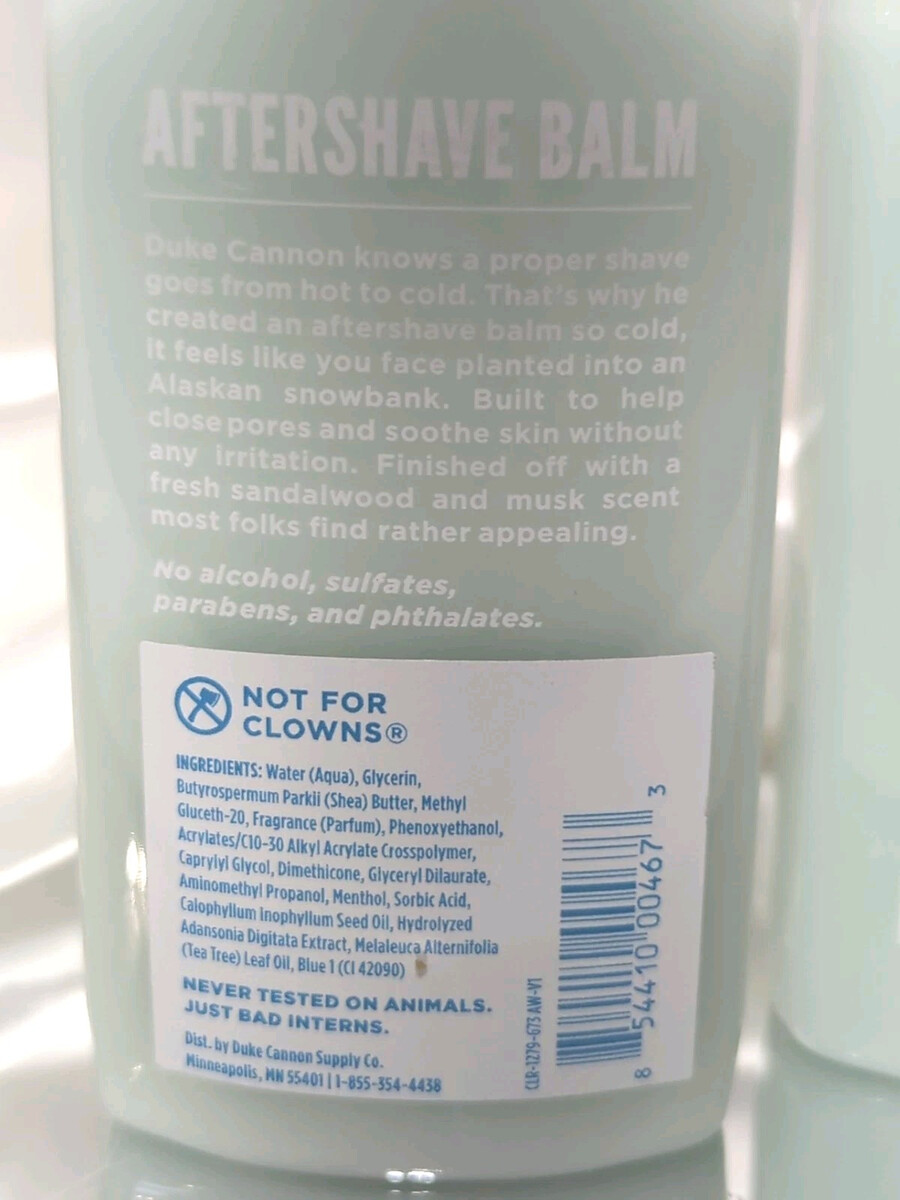 AFTERSHAVE BALM
Duke Cannon knows a proper shave
goes from hot to cold. That's why he
created an aftershave balm so cold,
it feels like you face planted into an
Alaskan snowbank. Built to help
close pores and soothe skin without
any irritation. Finished off with a
fresh sandalwood and musk scent
most folks find rather appealing.
No alcohol, sulfates,
parabens, and phthalates.
NOT FOR
CLOWNS®
INGREDIENTS: Water (Aqua), Glycerin,
Butyrospermum Parkii (Shea) Butter, Methyl
Gluceth-20, Fragrance (Parfum), Phenoxyethanol,
Acrylates/C10-30 Alkyl Acrylate Crosspolymer,
Caprylyl Glycol, Dimethicone, Glyceryl Dilaurate,
Aminomethyl Propanol, Menthol, Sorbic Acid,
Calophyllum Inophyllum Seed Oil, Hydrolyzed
Adansonia Digitata Extract, Melaleuca Alternifolia
(Tea Tree) Leaf Oil, Blue 1 (CI 42090)
NEVER TESTED ON ANIMALS.
JUST BAD INTERNS.
Dist. by Duke Cannon Supply Co.
Minneapolis, MN 55401 | 1-855-354-4438
CLR-1279-G73 AW-V1
8 54410 00467 3